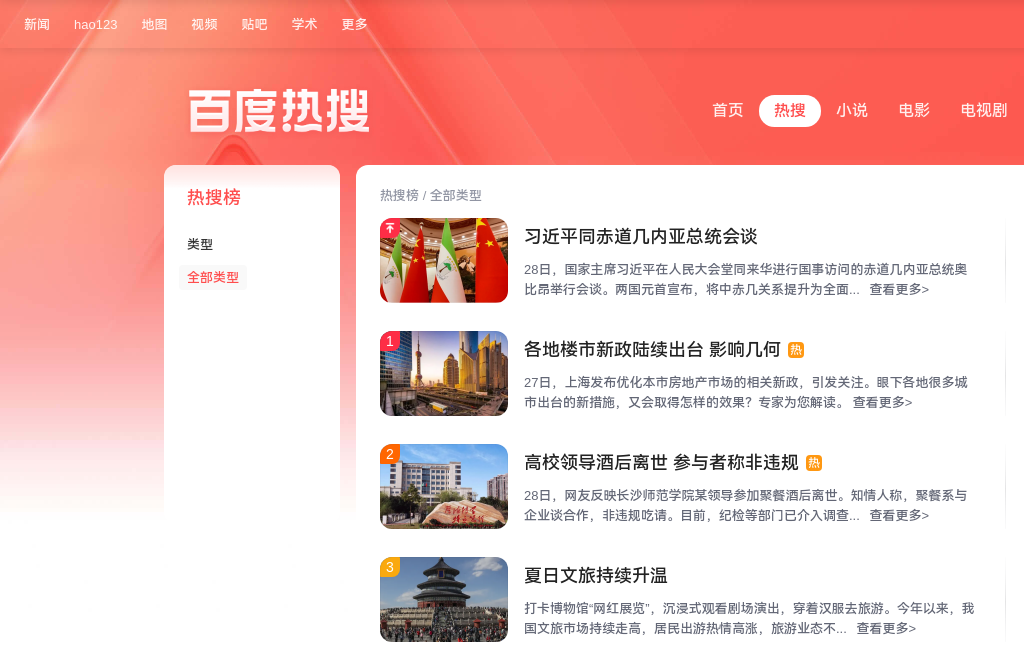 新闻 hao123 地图 视频 贴吧 学术 更多
百度热搜
首页 热搜 小说 电影 电视剧
热搜榜
类型
全部类型
热搜榜 / 全部类型
习近平同赤道几内亚总统会谈
28日，国家主席习近平在人民大会堂同来华进行国事访问的赤道几内亚总统奥
比昂举行会谈。两国元首宣布，将中赤几关系提升为全面... 查看更多>
1
各地楼市新政陆续出台 影响几何 热
27日，上海发布优化本市房地产市场的相关新政，引发关注。眼下各地很多城
市出台的新措施，又会取得怎样的效果？专家为您解读。 查看更多>
2
高校领导酒后离世 参与者称非违规 热
28日，网友反映长沙师范学院某领导参加聚餐酒后离世。知情人称，聚餐系与
企业谈合作，非违规吃请。目前，纪检等部门已介入调查... 查看更多>
3
夏日文旅持续升温
打卡博物馆“网红展览”，沉浸式观看剧场演出，穿着汉服去旅游。今年以来，我
国文旅市场持续走高，居民出游热情高涨，旅游业态不... 查看更多>